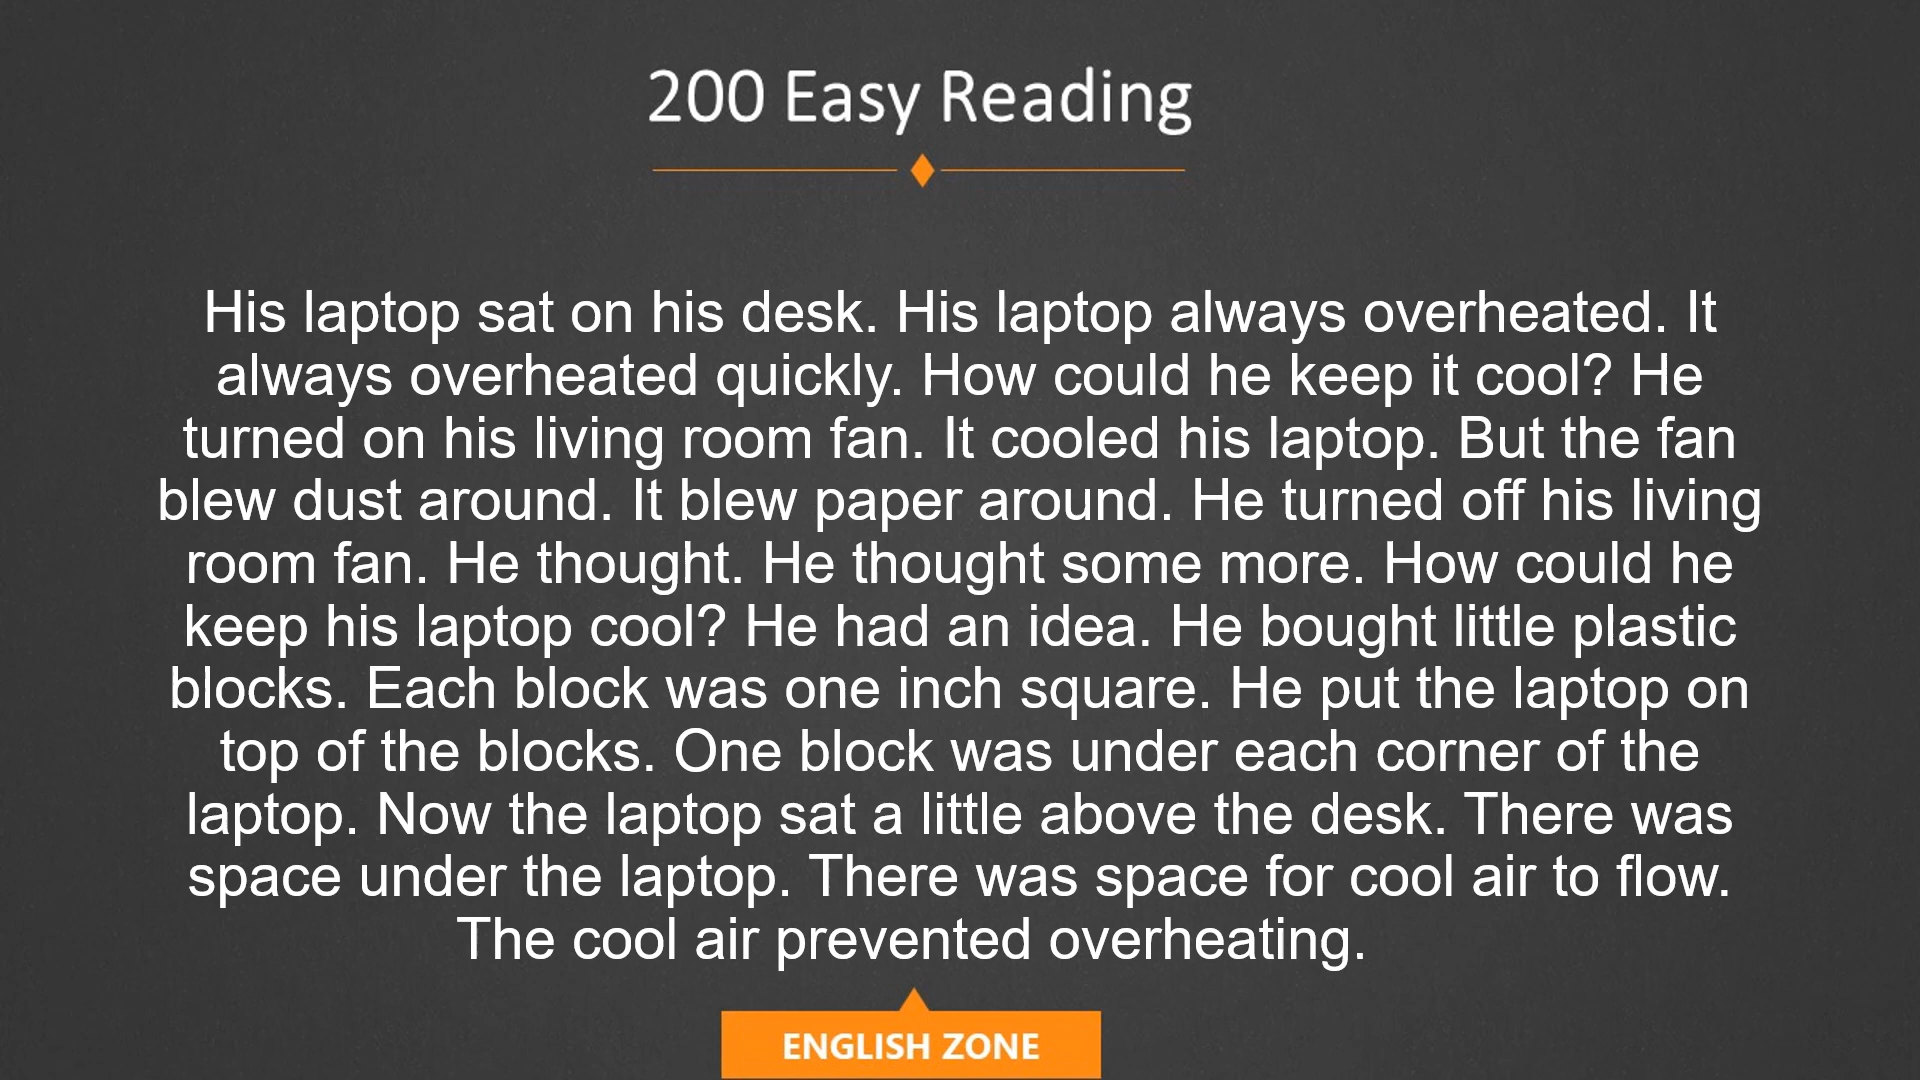 200 Easy Reading
His laptop sat on his desk. His laptop always overheated. It
always overheated quickly. How could he keep it cool? He
turned on his living room fan. It cooled his laptop. But the fan
blew dust around. It blew paper around. He turned off his living
room fan. He thought. He thought some more. How could he
keep his laptop cool? He had an idea. He bought little plastic
blocks. Each block was one inch square. He put the laptop on
top of the blocks. One block was under each corner of the
laptop. Now the laptop sat a little above the desk. There was
space under the laptop. There was space for cool air to flow.
The cool air prevented overheating.
ENGLISH ZONE